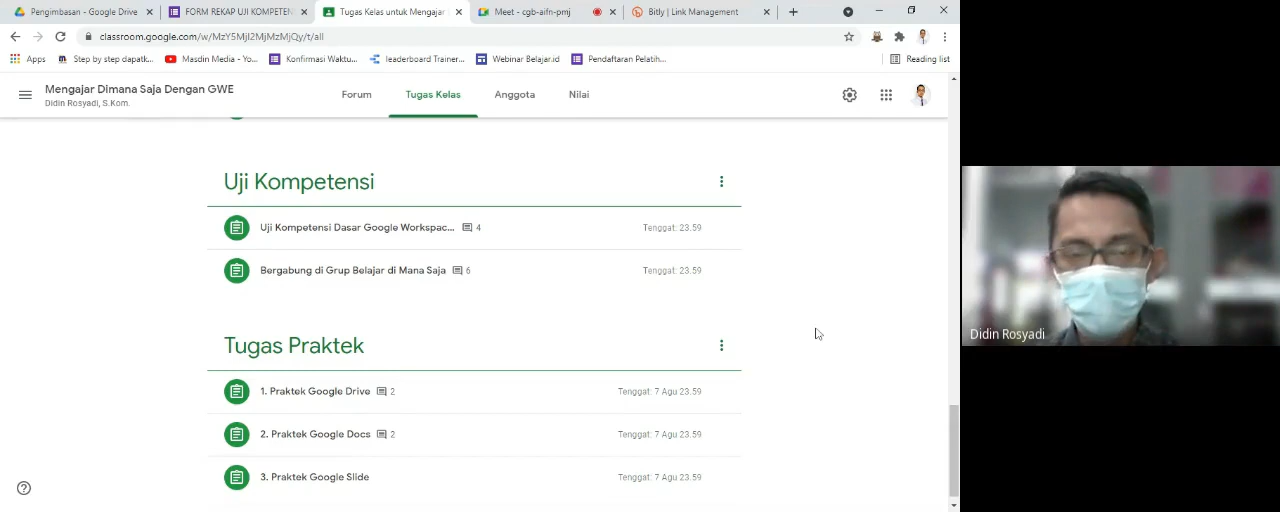 Pengimbasan - Google Drive
FORM REKAP UJI KOMPETEN
Tugas Kelas untuk Mengajar
Meet - cgb-aifn-pmj
Bitly | Link Management
classroom.google.com/w/MzY5MjI2MjMzMjQy/t/all
Apps
Step by step dapatk...
Masdin Media - Yo...
Konfirmasi Waktu...
leaderboard Trainer...
Webinar Belajar.id
Pendaftaran Pelatih...
Reading list
Mengajar Dimana Saja Dengan GWE
Didin Rosyadi, S.Kom.
Forum
Tugas Kelas
Anggota
Nilai
Uji Kompetensi
Uji Kompetensi Dasar Google Workspac... 4 Tenggat: 23.59
Bergabung di Grup Belajar di Mana Saja 6 Tenggat: 23.59
Didin Rosyadi
Tugas Praktek
1. Praktek Google Drive 2 Tenggat: 7 Agu 23.59
2. Praktek Google Docs 2 Tenggat: 7 Agu 23.59
3. Praktek Google Slide Tenggat: 7 Agu 23.59